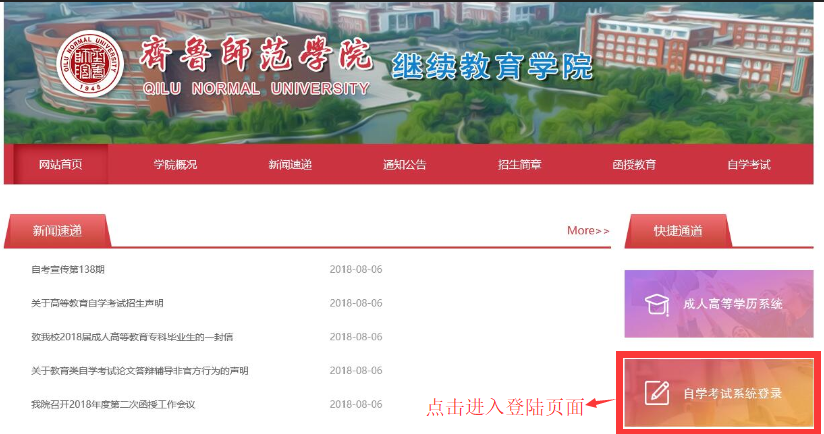 QILU NORMAL UNIVERSITY
1948
齐鲁师范学院
QILU NORMAL UNIVERSITY
继续教育学院
网站首页 学院概况 新闻速递 通知公告 招生简章 函授教育 自学考试
新闻速递 More>>
自考宣传第138期 2018-08-06
关于高等教育自学考试招生声明 2018-08-06
致我校2018届成人高等教育专科毕业生的一封信 2018-08-06
关于教育类自学考试论文答辩辅导非官方行为的声明 2018-08-06
我院召开2018年度第二次函授工作会议 2018-08-06
快捷通道
成人高等学历系统
自学考试系统登录
点击进入登陆页面